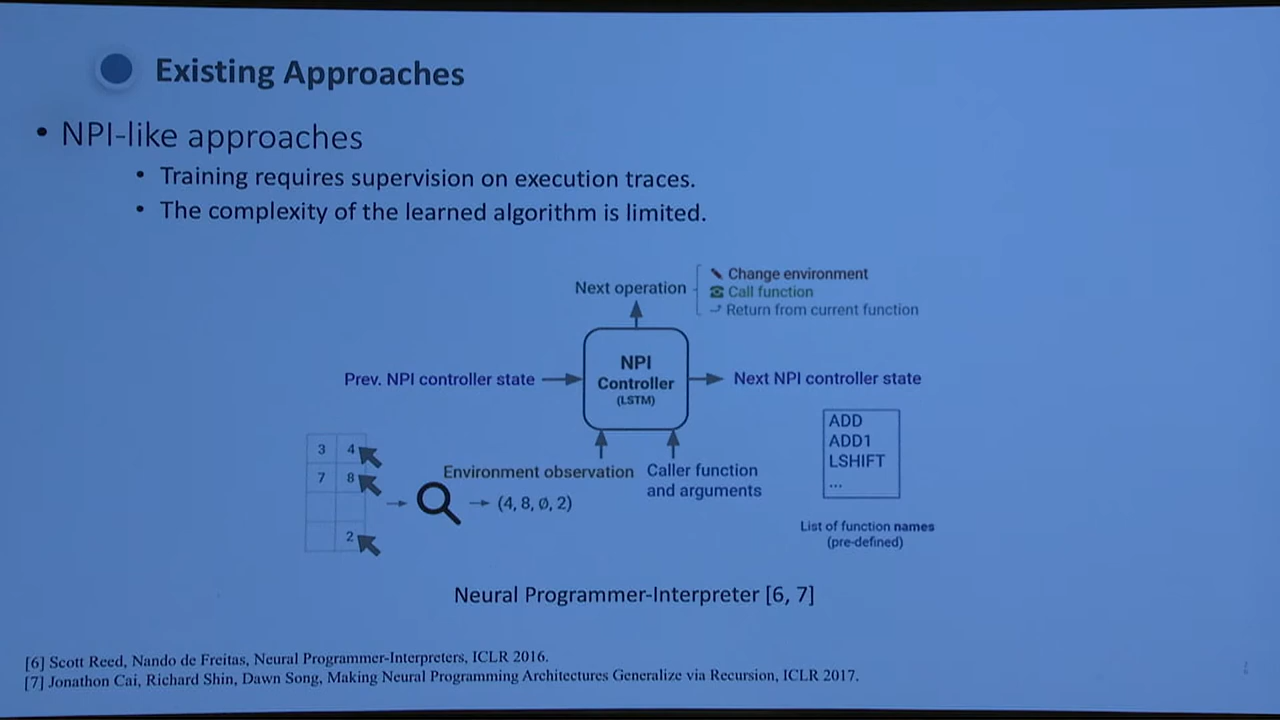 Existing Approaches
• NPI-like approaches
• Training requires supervision on execution traces.
• The complexity of the learned algorithm is limited.
Next operation
Change environment
Call function
Return from current function
Prev. NPI controller state
NPI
Controller
(LSTM)
Next NPI controller state
3 4
7 8
2
Environment observation
(4, 8, ∅, 2)
Caller function
and arguments
ADD
ADD1
LSHIFT
...
List of function names
(pre-defined)
Neural Programmer-Interpreter [6, 7]
[6] Scott Reed, Nando de Freitas, Neural Programmer-Interpreters, ICLR 2016.
[7] Jonathon Cai, Richard Shin, Dawn Song, Making Neural Programming Architectures Generalize via Recursion, ICLR 2017.